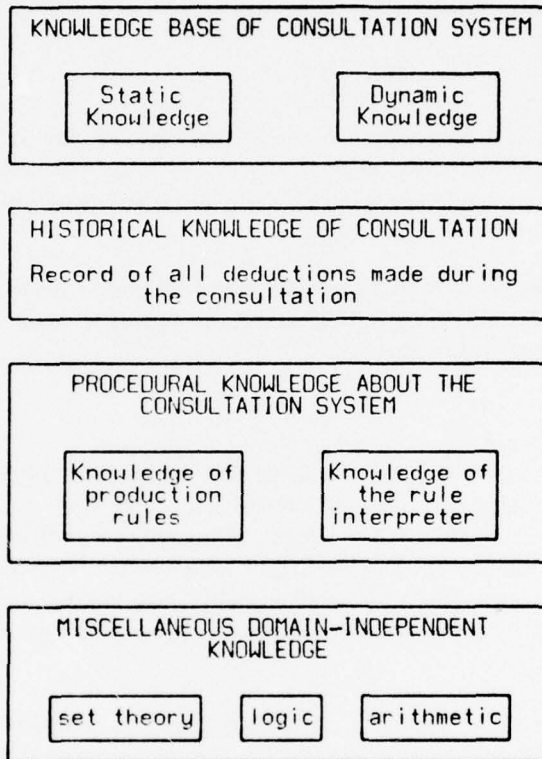 KNOWLEDGE BASE OF CONSULTATION SYSTEM
Static
Knowledge
Dynamic
Knowledge
HISTORICAL KNOWLEDGE OF CONSULTATION
Record of all deductions made during
the consultation
PROCEDURAL KNOWLEDGE ABOUT THE
CONSULTATION SYSTEM
Knowledge of
production
rules
Knowledge of
the rule
interpreter
MISCELLANEOUS DOMAIN-INDEPENDENT
KNOWLEDGE
set theory
logic
arithmetic